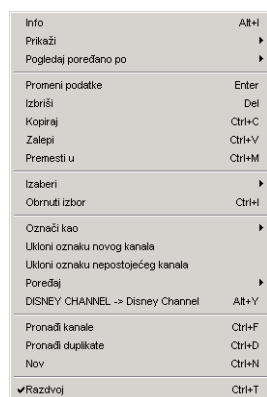 Info Alt+I
Prikaži
Pogledaj poređano po
Promeni podatke Enter
Izbriši Del
Kopiraj Ctrl+C
Zalepi Ctrl+V
Premesti u Ctrl+M
Izaberi
Obrnuti izbor Ctrl+I
Označi kao
Ukloni oznaku novog kanala
Ukloni oznaku nepostojećeg kanala
Poređaj
DISNEY CHANNEL -> Disney Channel Alt+Y
Pronađi kanale Ctrl+F
Pronađi duplikate Ctrl+D
Nov Ctrl+N
Razdvoj Ctrl+T